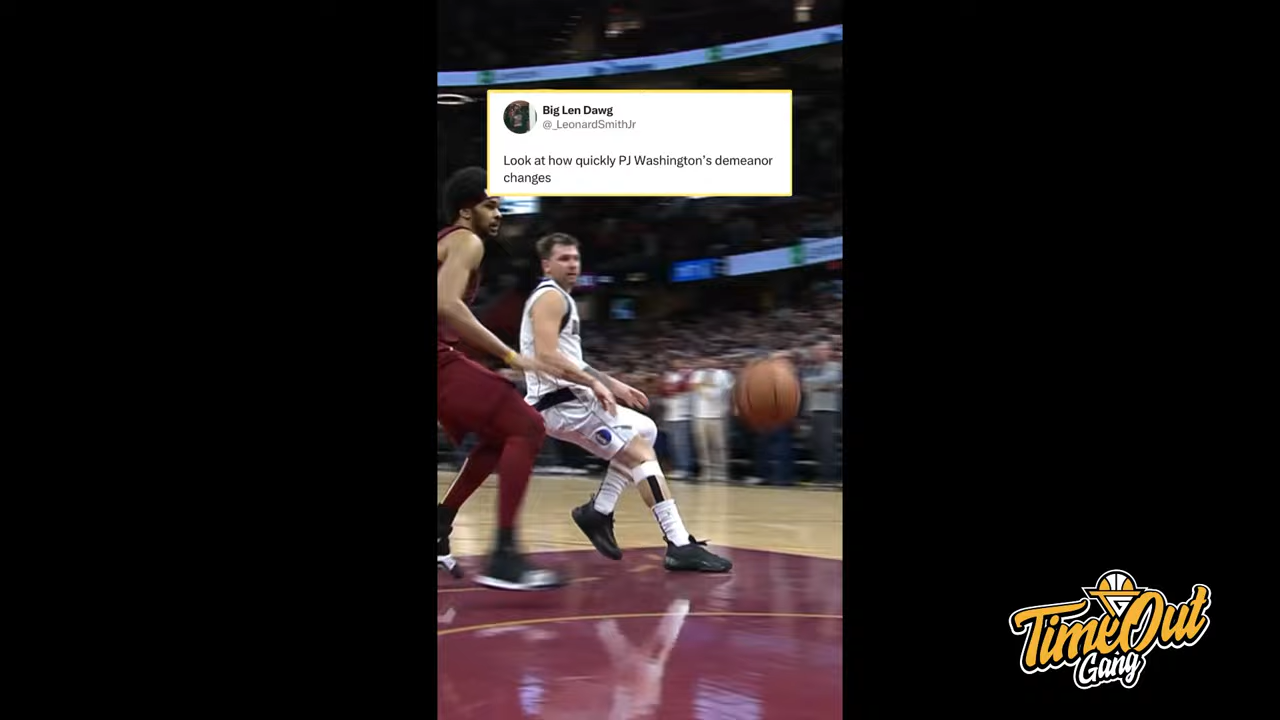 Big Len Dawg
@_LeonardSmithJr
Look at how quickly PJ Washington's demeanor
changes
TimeOut
Gang